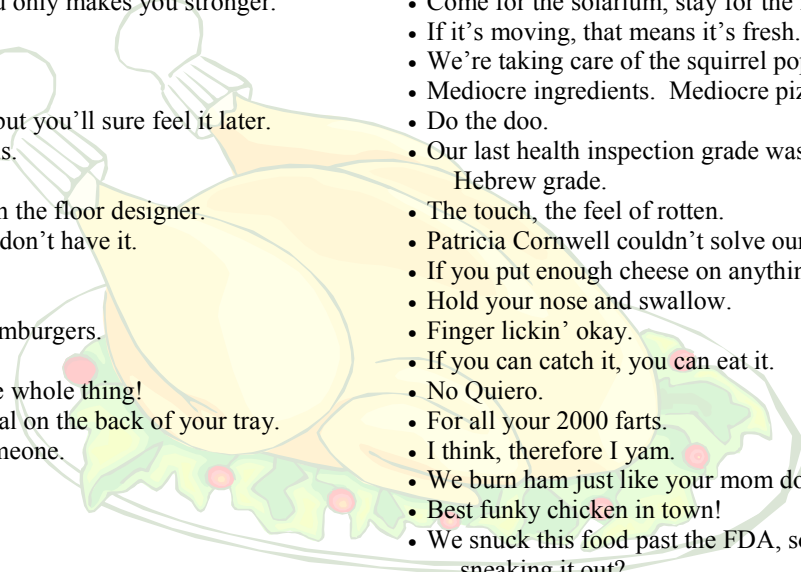 only makes you stronger.
but you'll sure feel it later.
s.
the floor designer.
don't have it.
mburgers.
whole thing!
al on the back of your tray.
meone.
• Come for the solarium, stay for the
• If it's moving, that means it's fresh.
• We're taking care of the squirrel po
• Mediocre ingredients.  Mediocre piz
• Do the doo.
• Our last health inspection grade was
Hebrew grade.
• The touch, the feel of rotten.
• Patricia Cornwell couldn't solve our
• If you put enough cheese on anythin
• Hold your nose and swallow.
• Finger lickin' okay.
• If you can catch it, you can eat it.
• No Quiero.
• For all your 2000 farts.
• I think, therefore I yam.
• We burn ham just like your mom do
• Best funky chicken in town!
• We snuck this food past the FDA, so
sneaking it out?